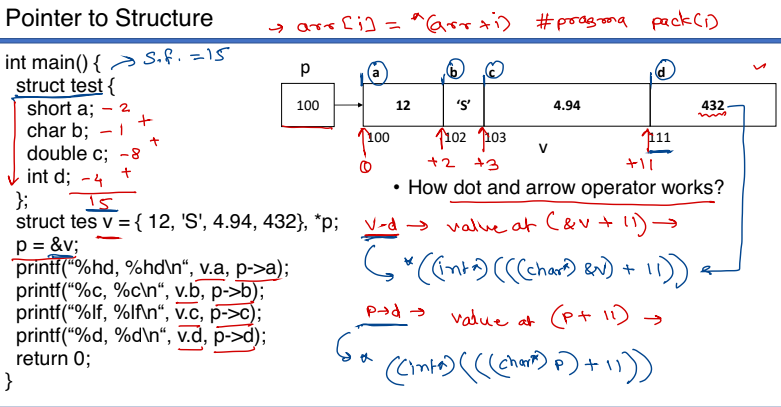 Pointer to Structure
→ arr[i] = *(arr+i) #pragma pack(1)
int main() { → s.f. = 15
struct test {
short a; - 2
char b; - 1 +
double c; - 8 +
int d; - 4 +
}; 15
struct tes v = { 12, 'S', 4.94, 432}, *p;
p = &v;
printf("%hd, %hd\n", v.a, p->a);
printf("%c, %c\n", v.b, p->b);
printf("%lf, %lf\n", v.c, p->c);
printf("%d, %d\n", v.d, p->d);
return 0;
}
p a b c d
100 12 'S' 4.94 432
100 102 103 111
v
0 +2 +3 +11
• How dot and arrow operator works?
v-d → value at (&v + 11) →
*((int*)(((char*) &v) + 11))
p→d → value at (p + 11) →
* ((int*)(((char*) p) + 11))